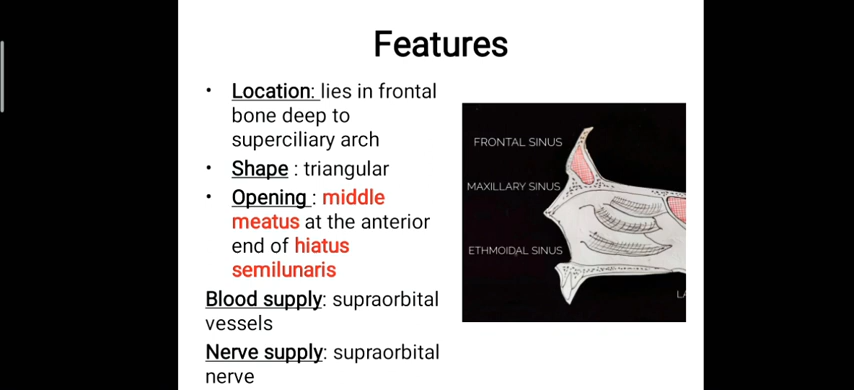 Features
• Location: lies in frontal
bone deep to
superciliary arch
• Shape : triangular
• Opening : middle
meatus at the anterior
end of hiatus
semilunaris
Blood supply: supraorbital
vessels
Nerve supply: supraorbital
nerve
FRONTAL SINUS
MAXILLARY SINUS
ETHMOIDAL SINUS